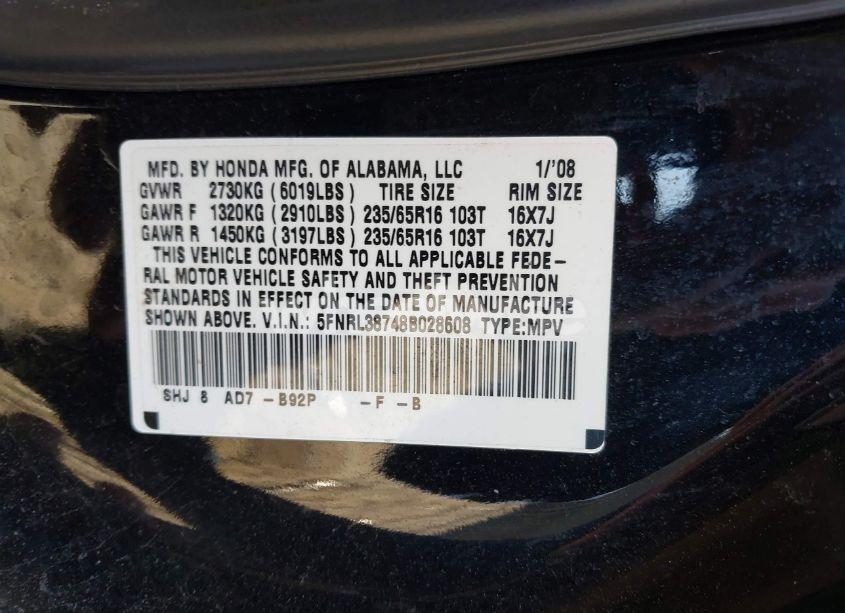 MFD. BY HONDA MFG. OF ALABAMA, LLC 1/'08
GVWR 2730KG (6019LBS) TIRE SIZE RIM SIZE
GAWR F 1320KG (2910LBS) 235/65R16 103T 16X7J
GAWR R 1450KG (3197LBS) 235/65R16 103T 16X7J
THIS VEHICLE CONFORMS TO ALL APPLICABLE FEDE-
RAL MOTOR VEHICLE SAFETY AND THEFT PREVENTION
STANDARDS IN EFFECT ON THE DATE OF MANUFACTURE
SHOWN ABOVE. V.I.N.: 5FNRL38748B028608 TYPE:MPV
SHJ 8 AD7 -B92P -F -B